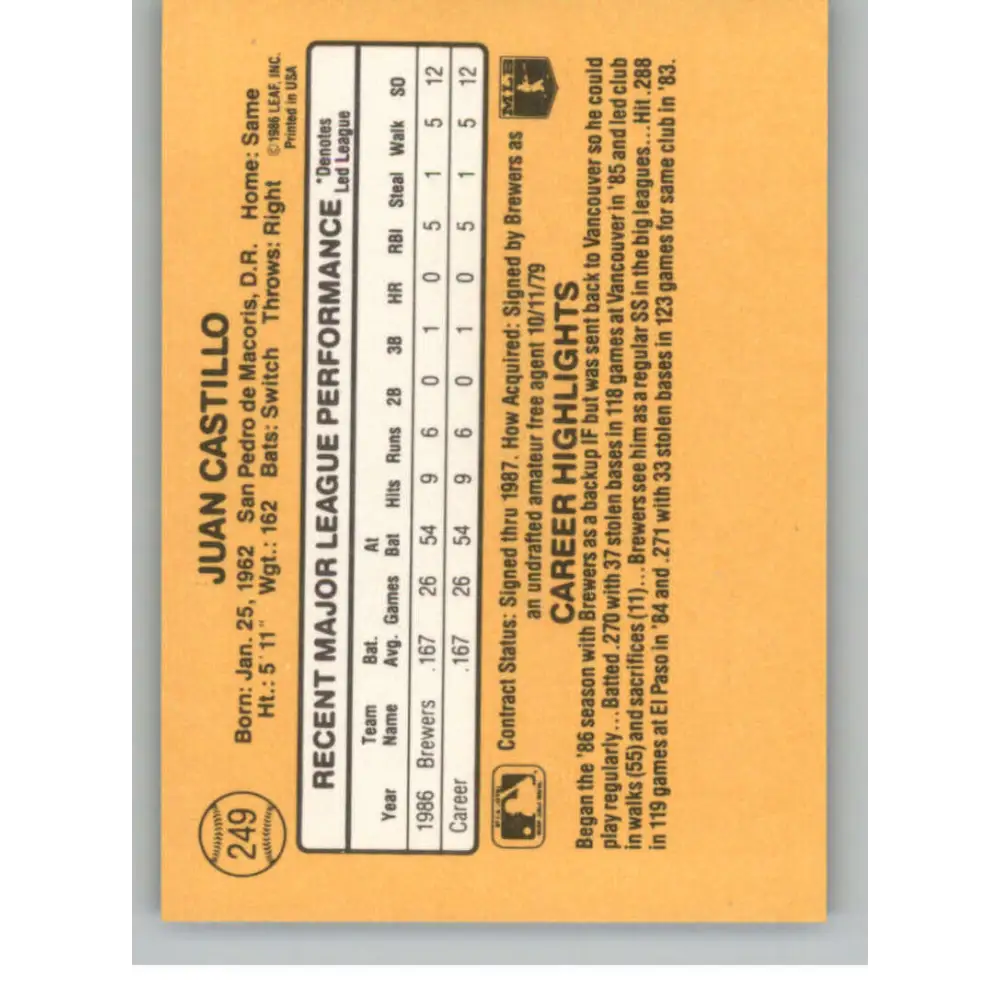 249
JUAN CASTILLO
Born: Jan. 25, 1962 San Pedro de Macoris, D.R. Home: Same
Ht.: 5'11" Wgt.: 162 Bats: Switch Throws: Right
©1986 LEAF, INC.
Printed in USA
RECENT MAJOR LEAGUE PERFORMANCE
*Denotes
Led League
Year Team Name Bat. Avg. Games At Bat Hits Runs 2B 3B HR RBI Steal Walk SO
1986 Brewers .167 26 54 9 6 0 1 0 5 1 5 12
Career .167 26 54 9 6 0 1 0 5 1 5 12
Contract Status: Signed thru 1987. How Acquired: Signed by Brewers as
an undrafted amateur free agent 10/11/79
MLB
CAREER HIGHLIGHTS
Began the '86 season with Brewers as a backup IF but was sent back to Vancouver so he could
play regularly...Batted .270 with 37 stolen bases in 118 games at Vancouver in '85 and led club
in walks (55) and sacrifices (11)...Brewers see him as a regular SS in the big leagues...Hit .288
in 119 games at El Paso in '84 and .271 with 33 stolen bases in 123 games for same club in '83.